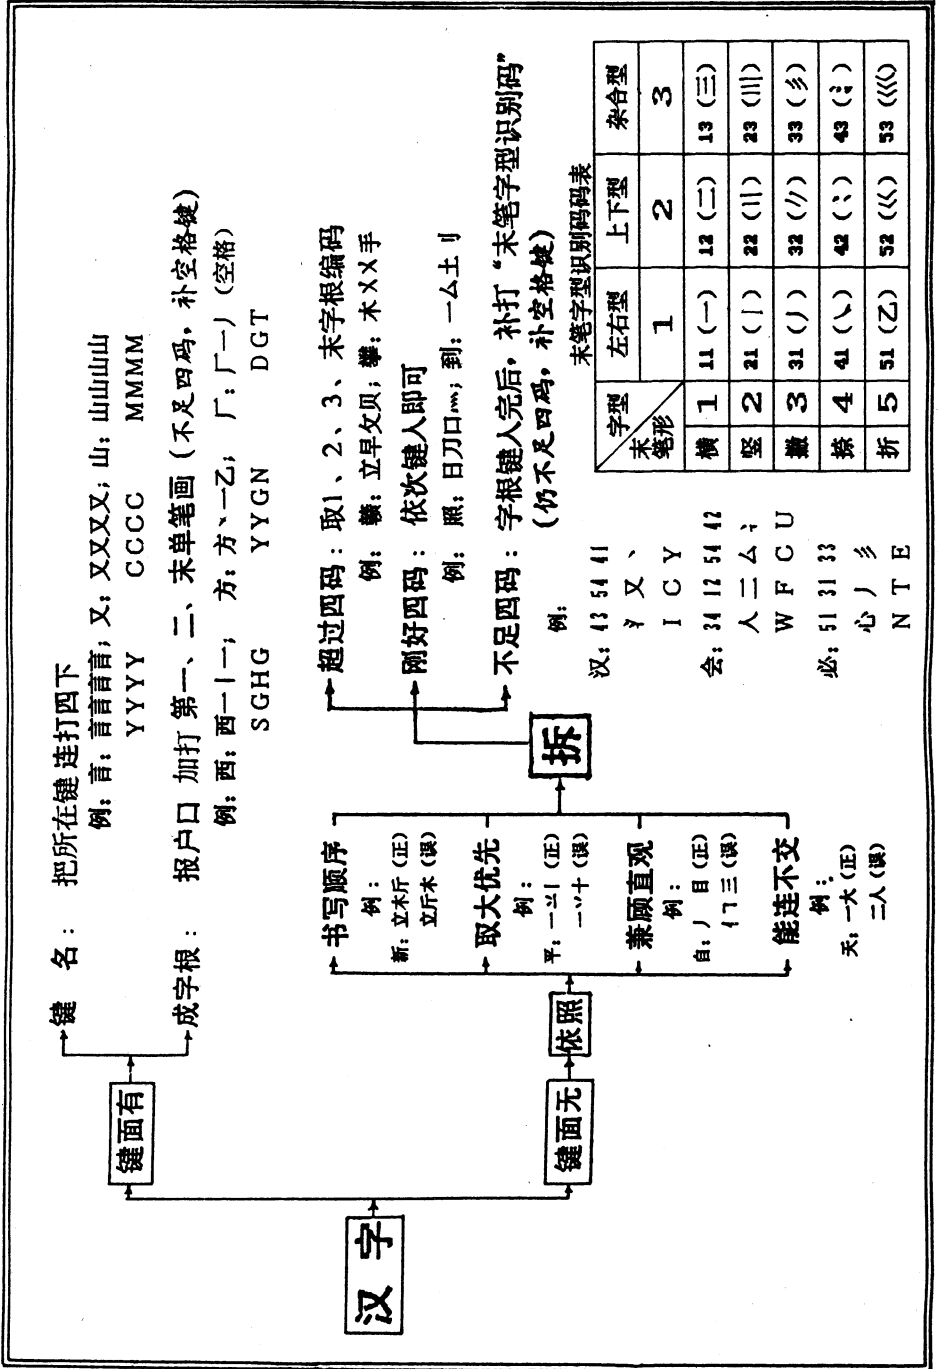 汉 字
键面有
键 名： 把所在键连打四下
例：言：言言言言；又：又又又又；山：山山山山
YYYY CCCC MMMM
成字根： 报户口 加打 第一、二、末单笔画（不足四码，补空格键）
例：西：西一丨一； 方：方丶一乙； 厂：厂一丿（空格）
SGHG YYGN DGT
键面无
依照
书写顺序
例：
新：立木斤（正）
立斤木（误）
取大优先
例：
平：一丷丨（正）
一丷十（误）
兼顾直观
例：
自：丿 目（正）
三（误）
能连不交
例：
天：一大（正）
二人（误）
拆
超过四码：取1、2、3、末字根编码
例：赣：立早夂贝；攀：木乂乂手
刚好四码：依次键入即可
例：照：日刀口灬；到：一厶土刂
不足四码：字根键人完后，补打“末笔字型识别码”
（仍不足四码，补空格键）
例：
汉：43 54 41
氵 又 丶
I C Y
会：34 12 54 42
人 二 厶 冫
W F C U
必：51 31 33
心 丿 彡
N T E
末笔字型识别码码表
字型 左右型 上下型 杂合型
末笔形 1 2 3
横 1 11（一） 12（二） 13（三）
竖 2 21（丨） 22（刂） 23（川）
撇 3 31（丿） 32（〃） 33（彡）
捺 4 41（丶） 42（冫） 43（氵）
折 5 51（乙） 52（巜） 53（巛）